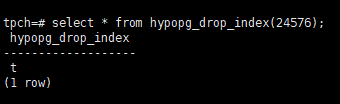 tpch=# select * from hypopg_drop_index(24576);
 hypopg_drop_index
-------------------
 t
(1 row)